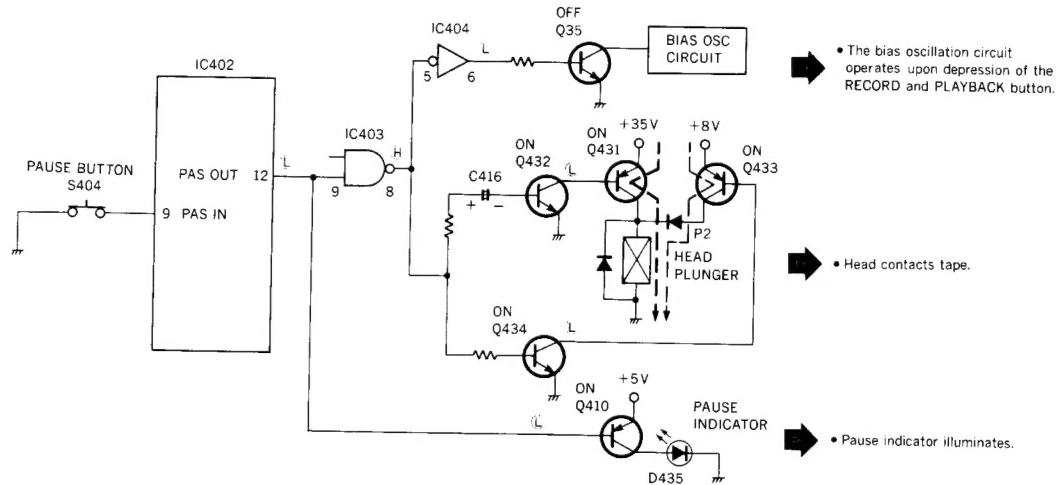 IC402
PAUSE BUTTON
S404
PAS OUT 12
9 PAS IN
L
IC403
9 8
H
IC404
5 6
L
OFF
Q35
BIAS OSC
CIRCUIT
• The bias oscillation circuit
operates upon depression of the
RECORD and PLAYBACK button.
C416
+ −
ON
Q432
L
ON
Q431
+35V
+8V
ON
Q433
P2
HEAD
PLUNGER
• Head contacts tape.
ON
Q434
L
L
ON
Q410
+5V
PAUSE
INDICATOR
D435
• Pause indicator illuminates.